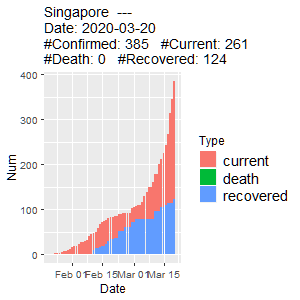 Singapore  ---
Date: 2020-03-20
#Confirmed: 385   #Current: 261
#Death: 0   #Recovered: 124
400
300
200
100
0
Num
Feb 01 Feb 15 Mar 01 Mar 15
Date
Type
current
death
recovered